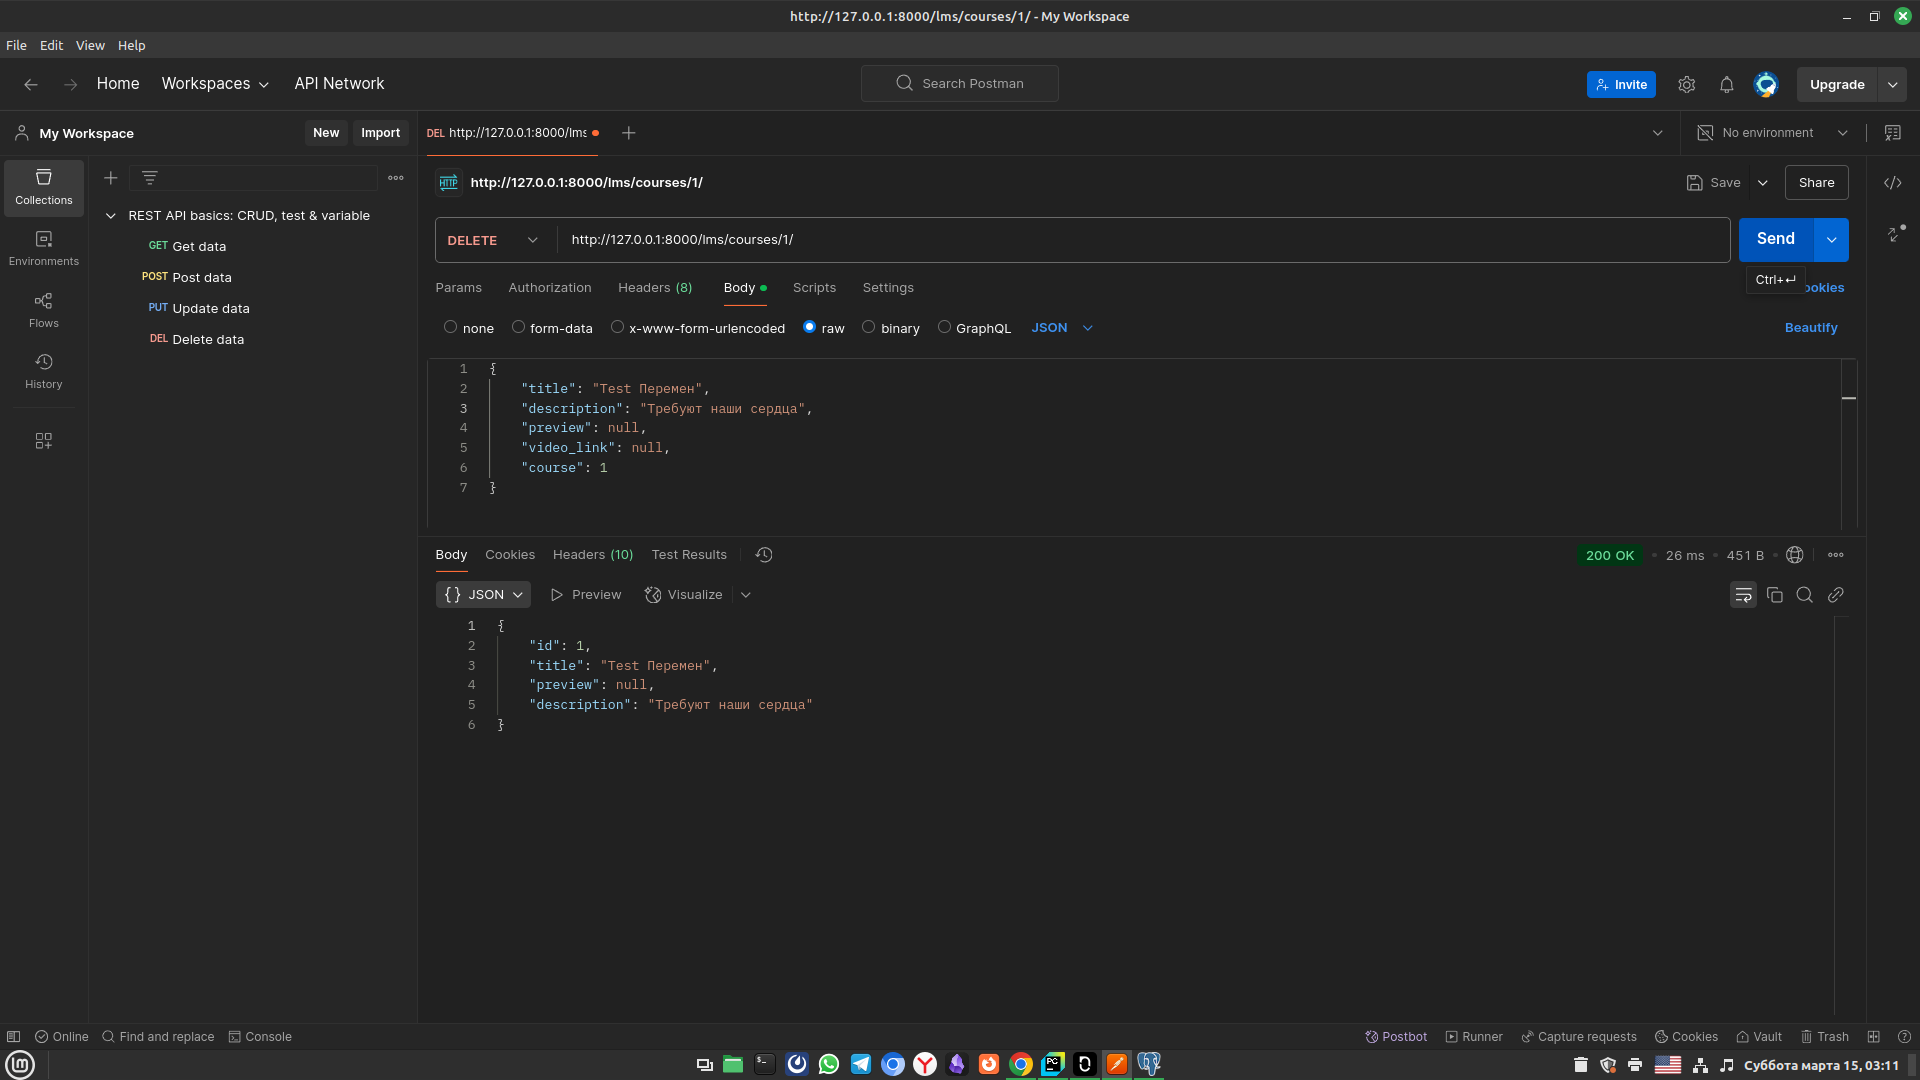 http://127.0.0.1:8000/lms/courses/1/ - My Workspace
File Edit View Help
Home Workspaces API Network Search Postman Invite Upgrade
My Workspace New Import DEL http://127.0.0.1:8000/lms No environment
Collections
Environments
Flows
History
REST API basics: CRUD, test & variable
GET Get data
POST Post data
PUT Update data
DEL Delete data
HTTP http://127.0.0.1:8000/lms/courses/1/ Save Share
DELETE http://127.0.0.1:8000/lms/courses/1/ Send
Ctrl+↵
Params Authorization Headers (8) Body Scripts Settings ookies
none form-data x-www-form-urlencoded raw binary GraphQL JSON Beautify
1 {
2 "title": "Test Перемен",
3 "description": "Требуют наши сердца",
4 "preview": null,
5 "video_link": null,
6 "course": 1
7 }
Body Cookies Headers (10) Test Results 200 OK 26 ms 451 B
{} JSON Preview Visualize
1 {
2 "id": 1,
3 "title": "Test Перемен",
4 "preview": null,
5 "description": "Требуют наши сердца"
6 }
Online Find and replace Console Postbot Runner Capture requests Cookies Vault Trash
Суббота марта 15, 03:11